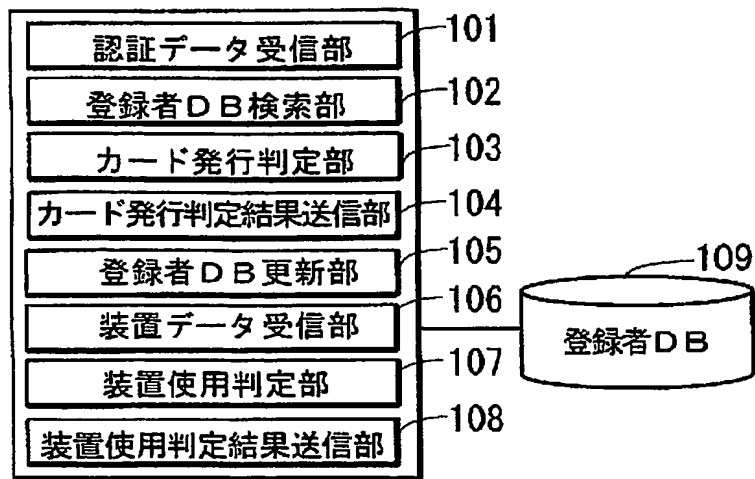 認証データ受信部
101
登録者DB検索部
102
カード発行判定部
103
カード発行判定結果送信部
104
登録者DB更新部
105
装置データ受信部
106
装置使用判定部
107
装置使用判定結果送信部
108
109
登録者DB